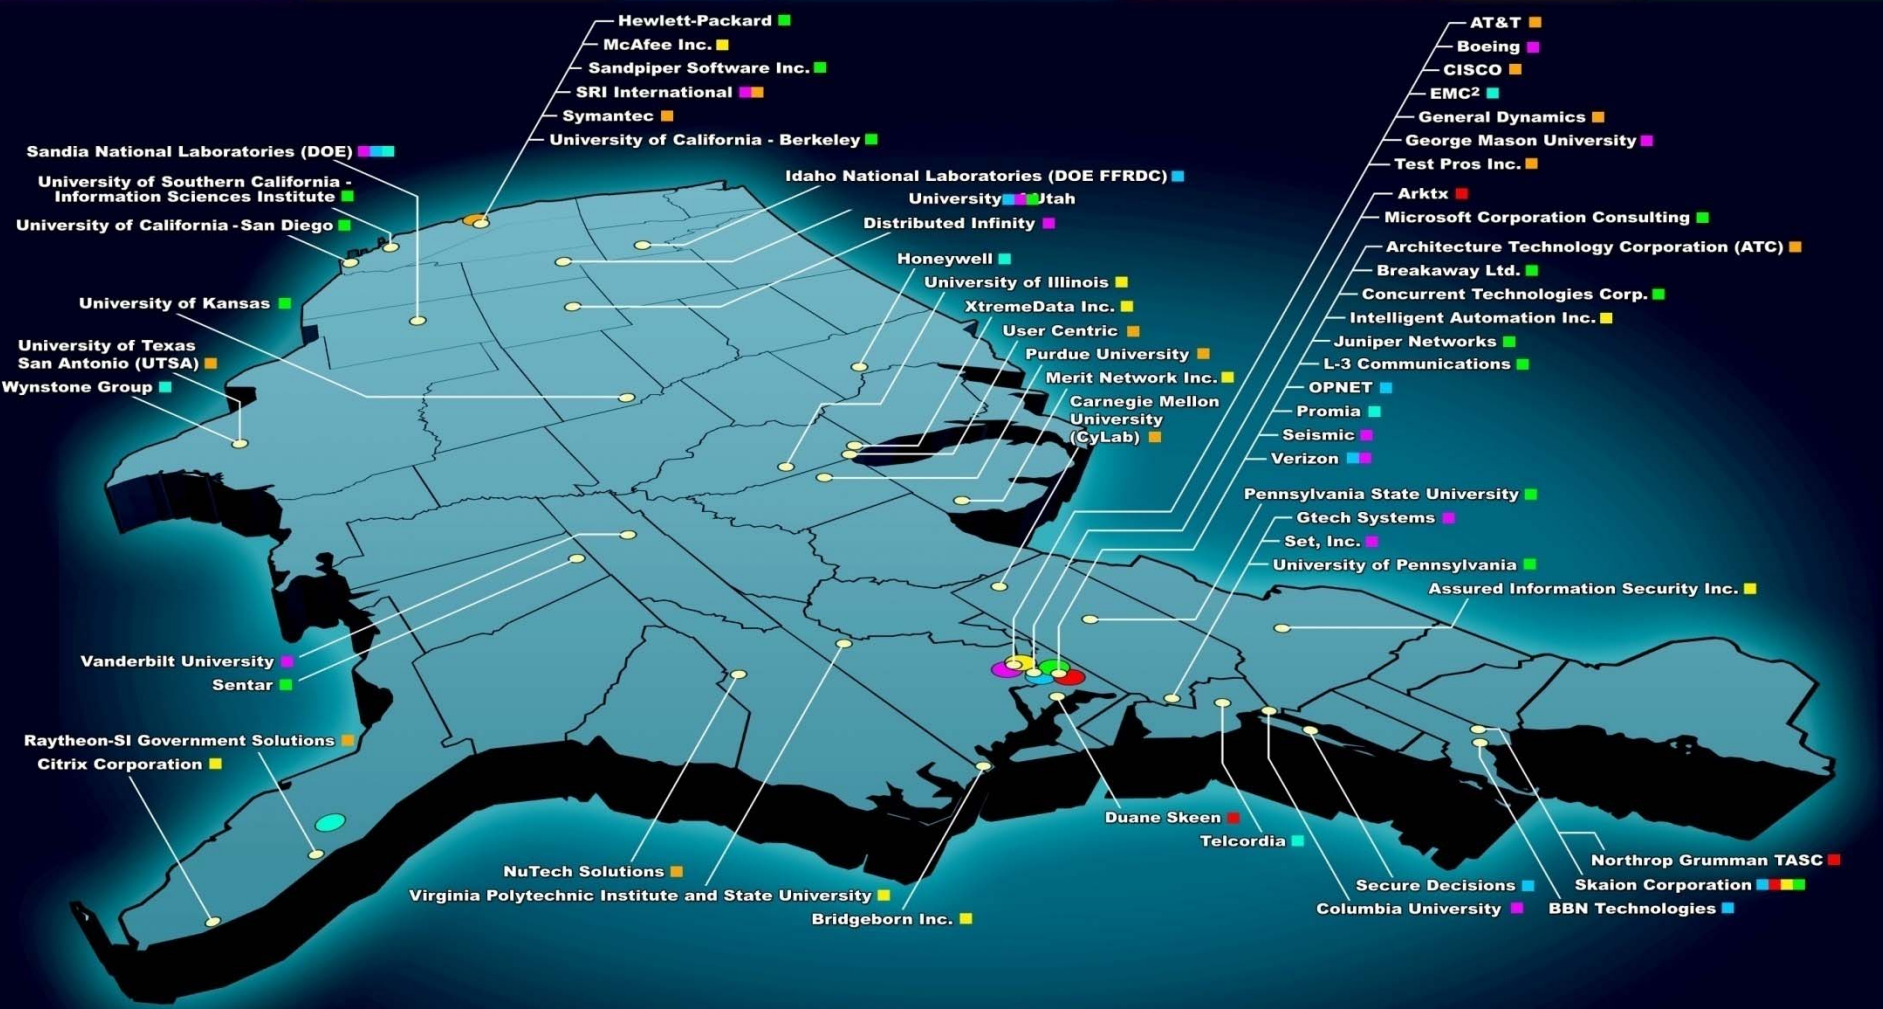 Hewlett-Packard
McAfee Inc.
Sandpiper Software Inc.
SRI International
Symantec
University of California - Berkeley
Sandia National Laboratories (DOE)
University of Southern California -
Information Sciences Institute
University of California -San Diego
University of Kansas
University of Texas
San Antonio (UTSA)
Wynstone Group
Idaho National Laboratories (DOE FFRDC)
University Utah
Distributed Infinity
Honeywell
University of Illinois
XtremeData Inc.
User Centric
Purdue University
Merit Network Inc.
Carnegie Mellon
University
(CyLab)
AT&T
Boeing
CISCO
EMC²
General Dynamics
George Mason University
Test Pros Inc.
Arktx
Microsoft Corporation Consulting
Architecture Technology Corporation (ATC)
Breakaway Ltd.
Concurrent Technologies Corp.
Intelligent Automation Inc.
Juniper Networks
L-3 Communications
OPNET
Promia
Seismic
Verizon
Pennsylvania State University
Gtech Systems
Set, Inc.
University of Pennsylvania
Assured Information Security Inc.
Vanderbilt University
Sentar
Raytheon-SI Government Solutions
Citrix Corporation
NuTech Solutions
Virginia Polytechnic Institute and State University
Bridgeborn Inc.
Duane Skeen
Telcordia
Secure Decisions
Columbia University
Northrop Grumman TASC
Skaion Corporation
BBN Technologies